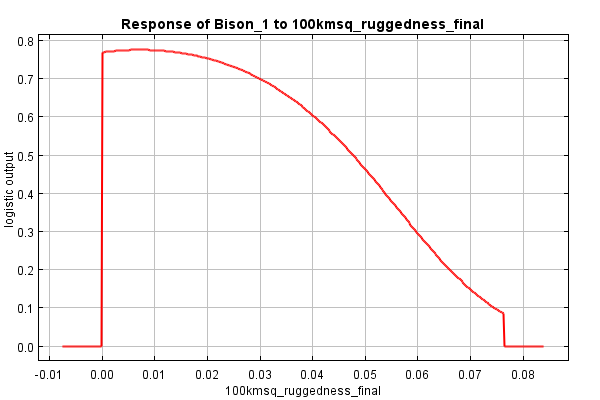 Response of Bison_1 to 100kmsq_ruggedness_final
0.8
0.7
0.6
0.5
0.4
0.3
0.2
0.1
0.0
logistic output
-0.01 0.00 0.01 0.02 0.03 0.04 0.05 0.06 0.07 0.08
100kmsq_ruggedness_final